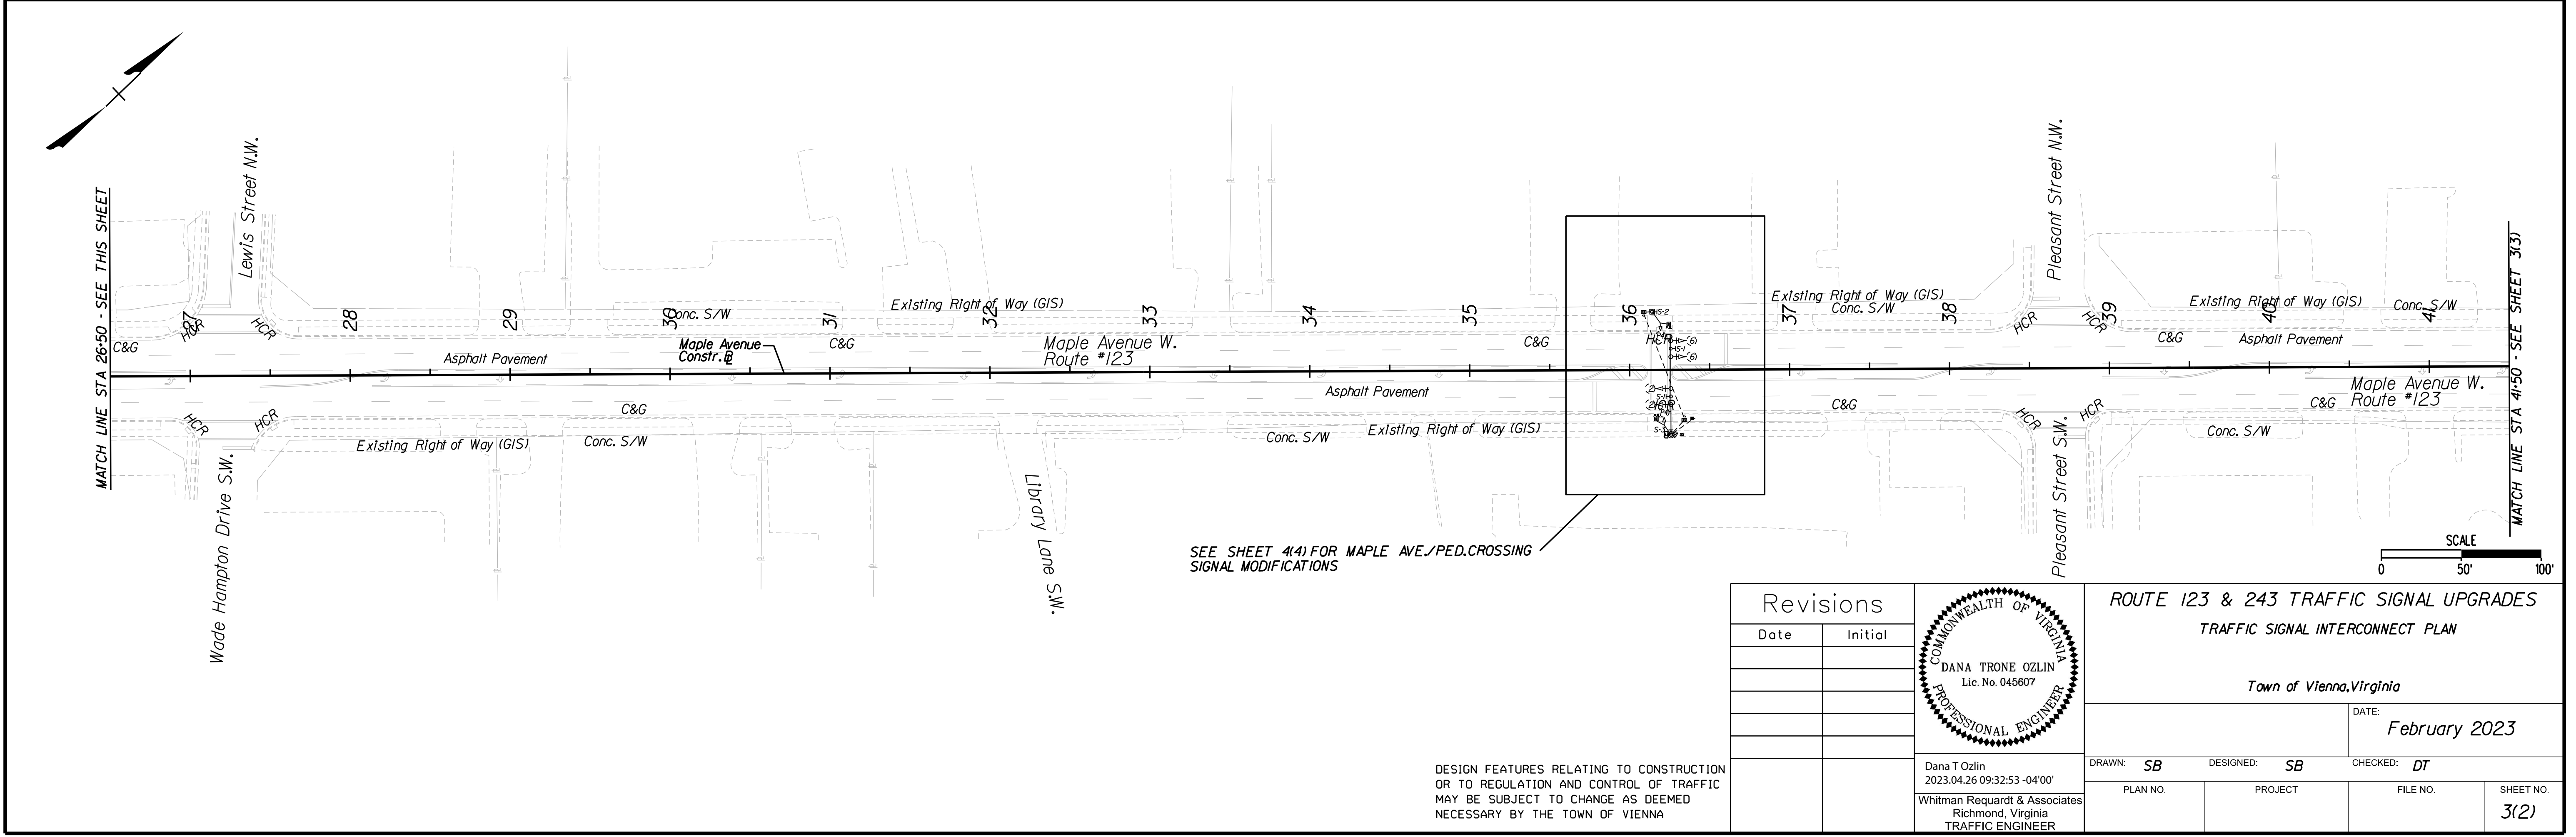 MATCH LINE STA 26+50 - SEE THIS SHEET
Lewis Street N.W.
Wade Hampton Drive S.W.
Library Lane S.W.
Pleasant Street N.W.
Pleasant Street S.W.
27
28
29
30
31
32
33
34
35
36
37
38
39
40
41
HCR
HCR
HCR
HCR
HCR
HCR
HCR
HCR
HCR
C&G
C&G
C&G
C&G
C&G
C&G
C&G
Existing Right of Way (GIS)
Existing Right of Way (GIS)
Existing Right of Way (GIS)
Existing Right of Way (GIS)
Existing Right of Way (GIS)
Conc. S/W
Conc. S/W
Conc. S/W
Conc. S/W
Conc. S/W
Conc. S/W
Asphalt Pavement
Asphalt Pavement
Asphalt Pavement
Maple Avenue
Constr. B
Maple Avenue W.
Route #123
Maple Avenue W.
Route #123
S-2
S-1
(6)
(6)
MATCH LINE STA 41+50 - SEE SHEET 3(3)
SEE SHEET 4(4) FOR MAPLE AVE./PED.CROSSING
SIGNAL MODIFICATIONS
SCALE
0 50' 100'
DESIGN FEATURES RELATING TO CONSTRUCTION
OR TO REGULATION AND CONTROL OF TRAFFIC
MAY BE SUBJECT TO CHANGE AS DEEMED
NECESSARY BY THE TOWN OF VIENNA
Revisions
Date Initial
COMMONWEALTH OF VIRGINIA
DANA TRONE OZLIN
Lic. No. 045607
PROFESSIONAL ENGINEER
Dana T Ozlin
2023.04.26 09:32:53 -04'00'
Whitman Requardt & Associates
Richmond, Virginia
TRAFFIC ENGINEER
ROUTE 123 & 243 TRAFFIC SIGNAL UPGRADES
TRAFFIC SIGNAL INTERCONNECT PLAN
Town of Vienna,Virginia
DATE:
February 2023
DRAWN: SB DESIGNED: SB CHECKED: DT
PLAN NO. PROJECT FILE NO. SHEET NO.
3(2)